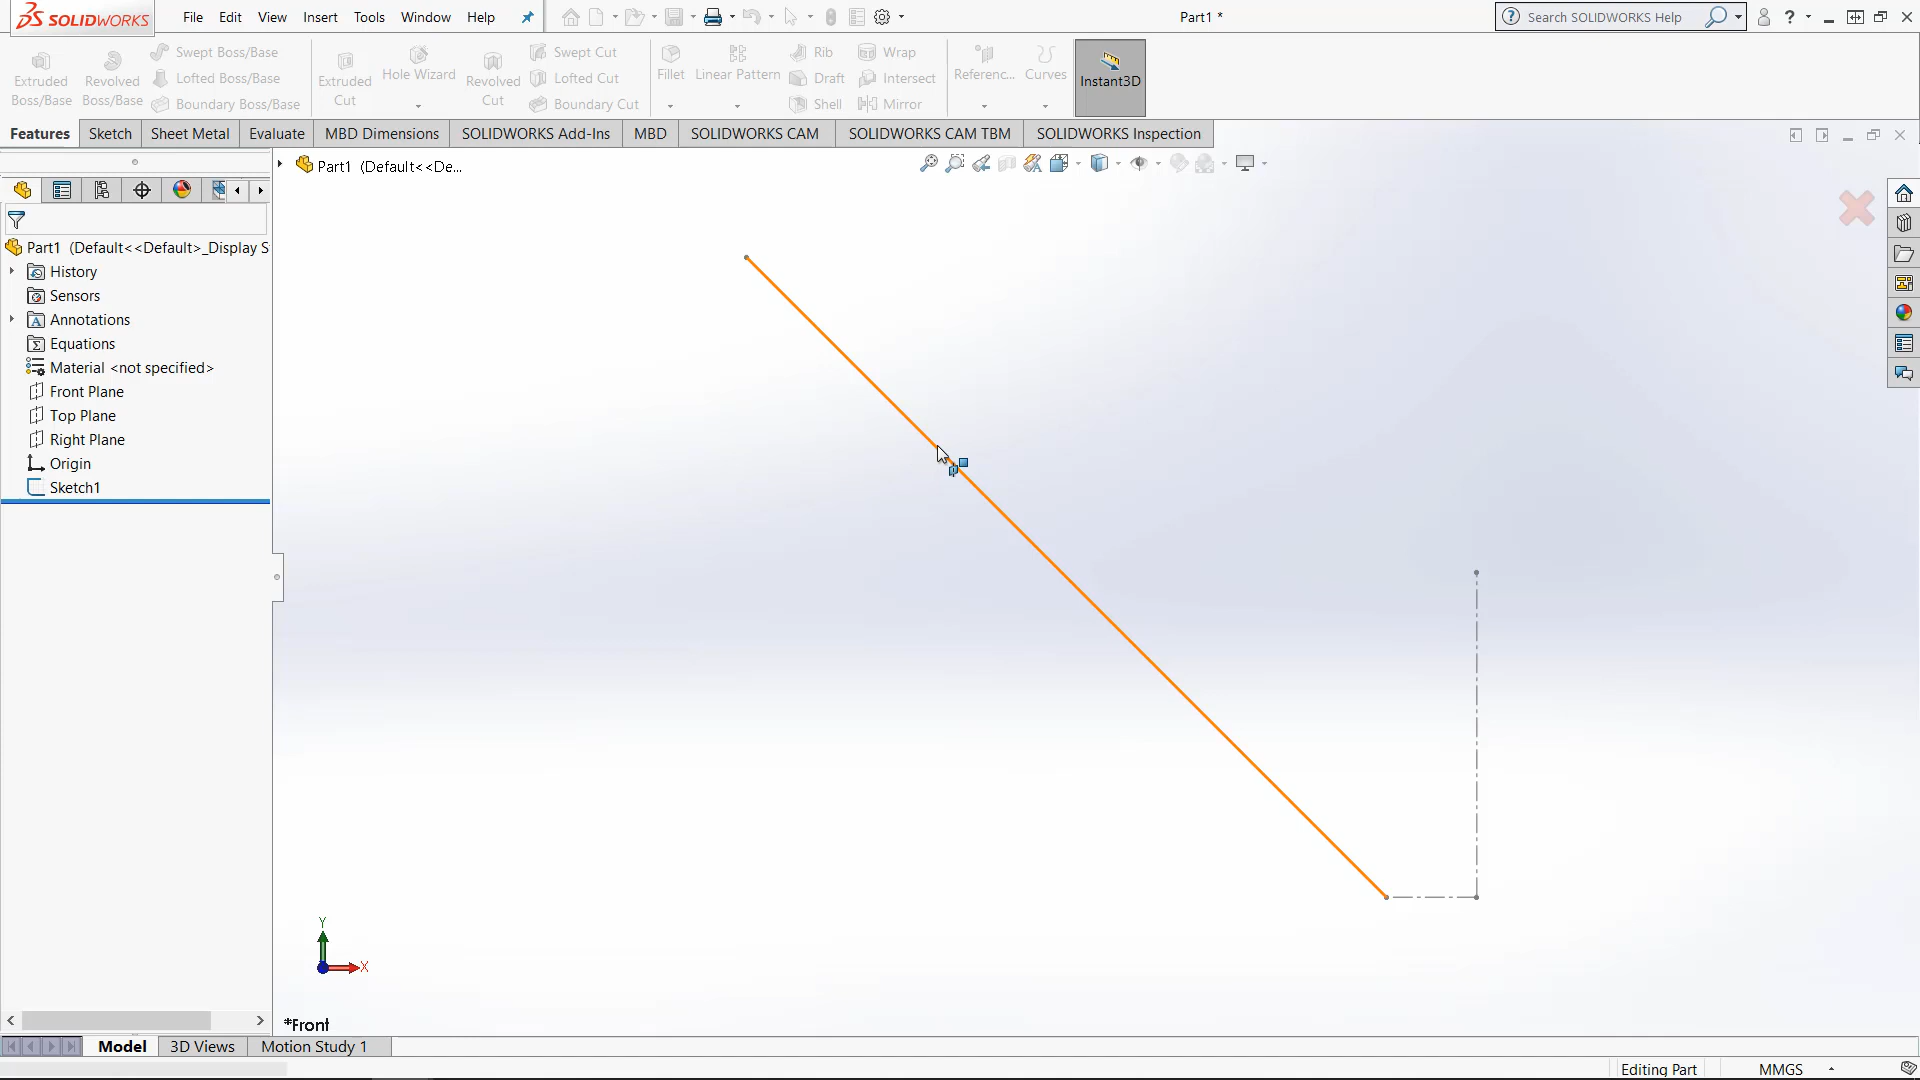 SOLIDWORKS
File Edit View Insert Tools Window Help
Part1 *
Search SOLIDWORKS Help
?
Extruded Boss/Base
Revolved Boss/Base
Swept Boss/Base
Lofted Boss/Base
Boundary Boss/Base
Extruded Cut
Hole Wizard
Revolved Cut
Swept Cut
Lofted Cut
Boundary Cut
Fillet
Linear Pattern
Rib
Draft
Shell
Wrap
Intersect
Mirror
Referenc...
Curves
Instant3D
Features Sketch Sheet Metal Evaluate MBD Dimensions SOLIDWORKS Add-Ins MBD SOLIDWORKS CAM SOLIDWORKS CAM TBM SOLIDWORKS Inspection
Part1 (Default<<De...
Part1 (Default<<Default>_Display S
History
Sensors
Annotations
Equations
Material <not specified>
Front Plane
Top Plane
Right Plane
Origin
Sketch1
Y
X
*Front
Model 3D Views Motion Study 1
Editing Part MMGS